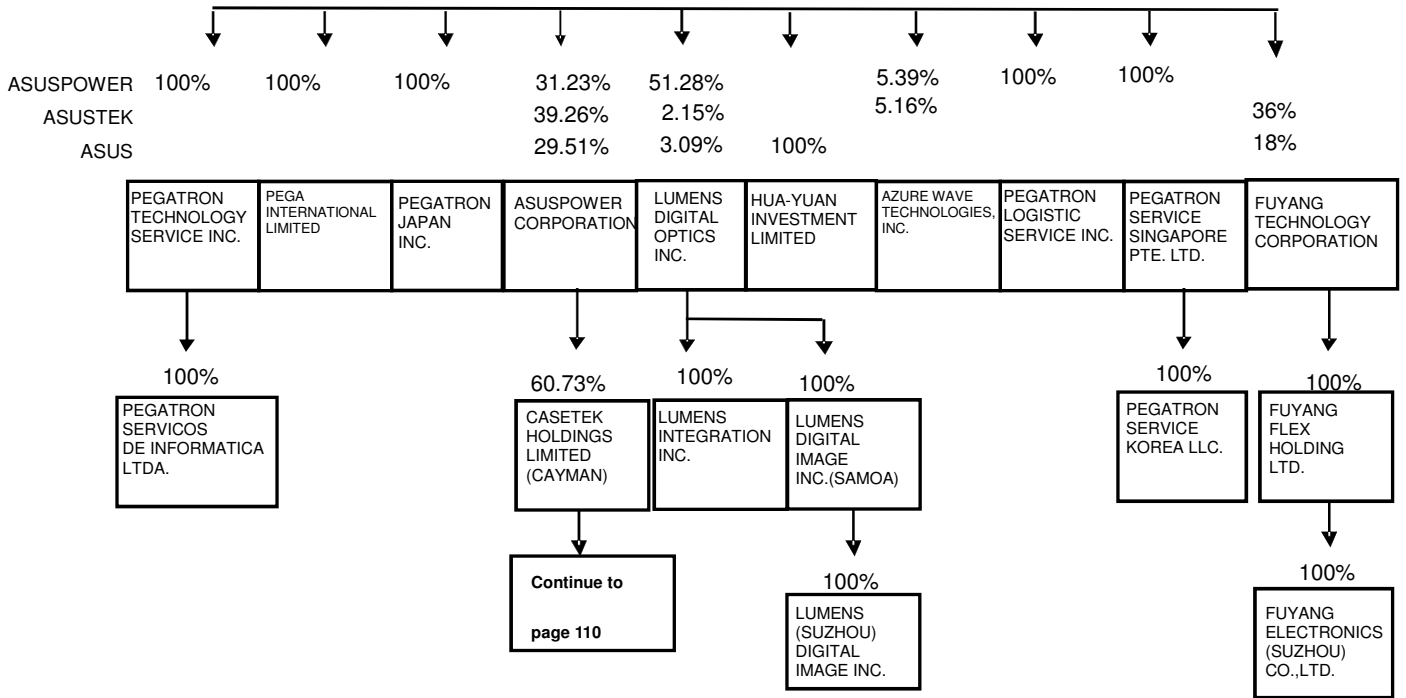 ASUSPOWER 100% 100% 100% 31.23% 51.28% 5.39% 100% 100%
ASUSTEK 39.26% 2.15% 5.16% 36%
ASUS 29.51% 3.09% 100% 18%
PEGATRON
TECHNOLOGY
SERVICE INC.
PEGA
INTERNATIONAL
LIMITED
PEGATRON
JAPAN
INC.
ASUSPOWER
CORPORATION
LUMENS
DIGITAL
OPTICS
INC.
HUA-YUAN
INVESTMENT
LIMITED
AZURE WAVE
TECHNOLOGIES,
INC.
PEGATRON
LOGISTIC
SERVICE INC.
PEGATRON
SERVICE
SINGAPORE
PTE. LTD.
FUYANG
TECHNOLOGY
CORPORATION
100%
PEGATRON
SERVICOS
DE INFORMATICA
LTDA.
60.73%
CASETEK
HOLDINGS
LIMITED
(CAYMAN)
100%
LUMENS
INTEGRATION
INC.
100%
LUMENS
DIGITAL
IMAGE
INC.(SAMOA)
100%
PEGATRON
SERVICE
KOREA LLC.
100%
FUYANG
FLEX
HOLDING
LTD.
Continue to
page 110
100%
LUMENS
(SUZHOU)
DIGITAL
IMAGE INC.
100%
FUYANG
ELECTRONICS
(SUZHOU)
CO.,LTD.